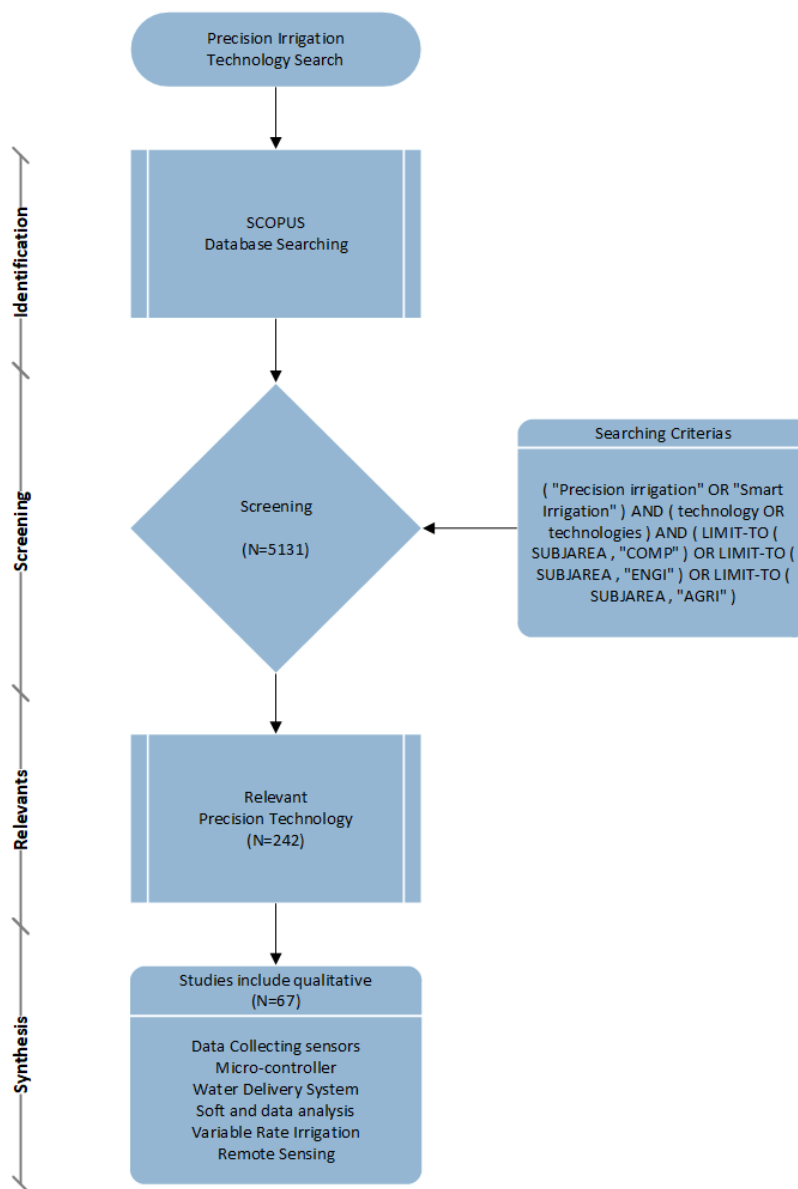 Precision Irrigation
Technology Search
Identification
SCOPUS
Database Searching
Screening
Screening
(N=5131)
Searching Criterias
( "Precision irrigation" OR "Smart
Irrigation" ) AND ( technology OR
technologies ) AND ( LIMIT-TO (
SUBJAREA , "COMP" ) OR LIMIT-TO (
SUBJAREA , "ENGI" ) OR LIMIT-TO (
SUBJAREA , "AGRI" )
Relevants
Relevant
Precision Technology
(N=242)
Synthesis
Studies include qualitative
(N=67)
Data Collecting sensors
Micro-controller
Water Delivery System
Soft and data analysis
Variable Rate Irrigation
Remote Sensing